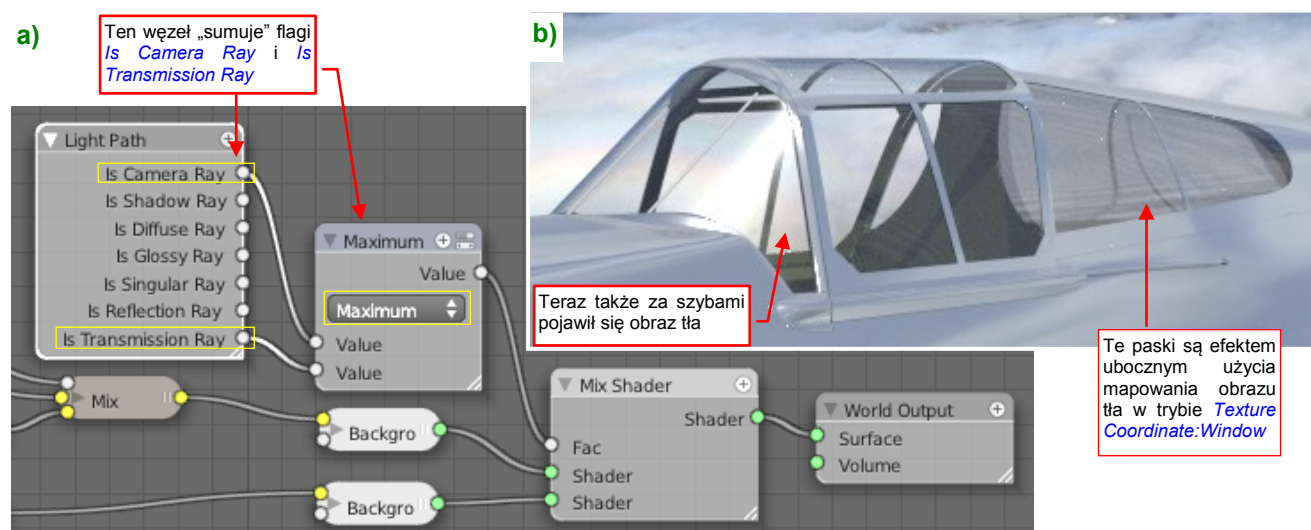 a)
Ten węzeł „sumuje” flagi
Is Camera Ray i Is
Transmission Ray
b)
Light Path
Is Camera Ray
Is Shadow Ray
Is Diffuse Ray
Is Glossy Ray
Is Singular Ray
Is Reflection Ray
Is Transmission Ray
Maximum
Value
Maximum
Value
Value
Mix
Backgro
Backgro
Mix Shader
Shader
Fac
Shader
Shader
World Output
Surface
Volume
Teraz także za szybami
pojawił się obraz tła
Te paski są efektem
ubocznym użycia
mapowania obrazu
tła w trybie Texture
Coordinate:Window